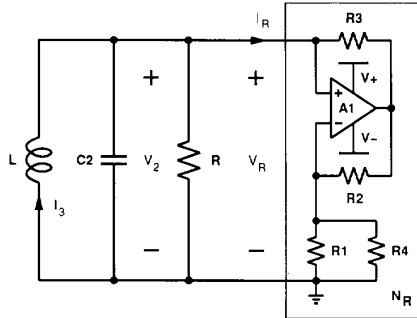 I_R
R3
+
+
+
V+
A1
L
C2
V_2
R
V_R
−
V−
R2
I_3
−
−
R1
R4
N_R